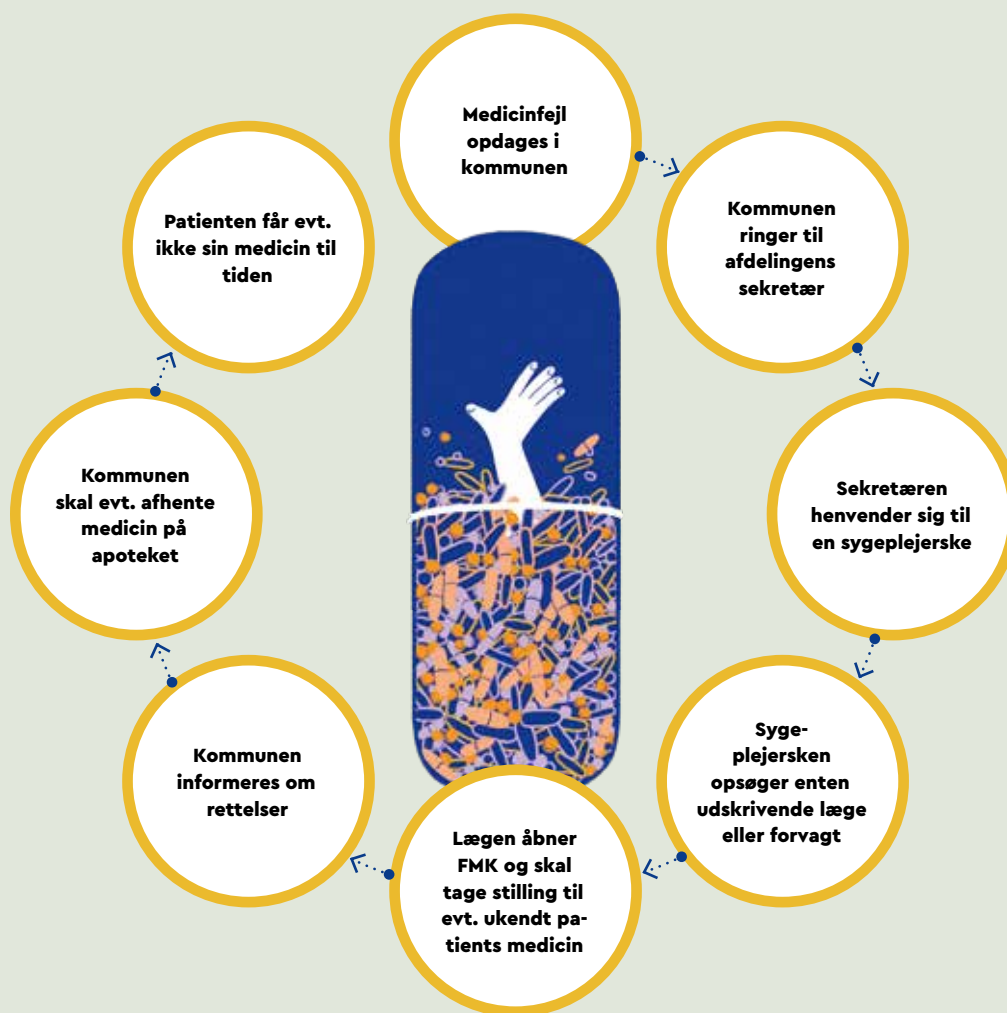 Medicinfejl
opdages i
kommunen
Kommunen
ringer til
afdelingens
sekretær
Sekretæren
henvender sig til
en sygeplejerske
Syge-
plejersken
opsøger enten
udskrivende læge
eller forvagt
Lægen åbner
FMK og skal
tage stilling til
evt. ukendt pa-
tients medicin
Kommunen
informeres om
rettelser
Kommunen
skal evt. afhente
medicin på
apoteket
Patienten får evt.
ikke sin medicin til
tiden